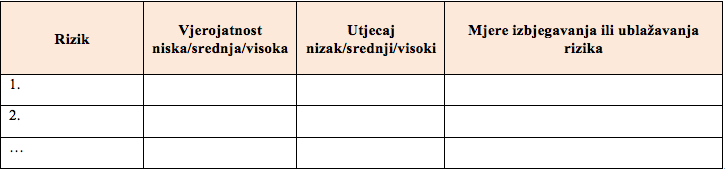 Rizik
Vjerojatnost
niska/srednja/visoka
Utjecaj
nizak/srednji/visoki
Mjere izbjegavanja ili ublažavanja
rizika
1.
2.
…